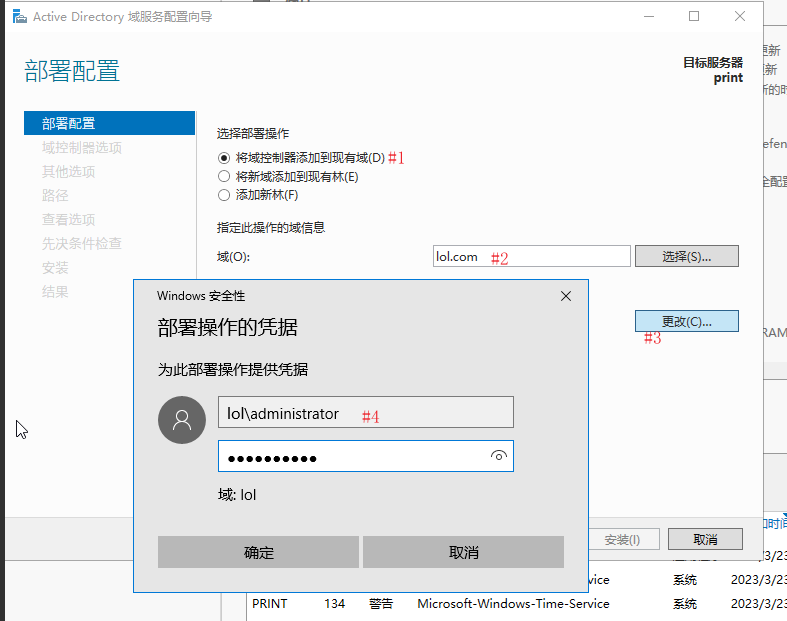 Active Directory 域服务配置向导
部署配置
目标服务器
print
部署配置
域控制器选项
其他选项
路径
查看选项
先决条件检查
安装
结果
选择部署操作
将域控制器添加到现有域(D) #1
将新域添加到现有林(E)
添加新林(F)
指定此操作的域信息
域(O):
lol.com #2
选择(S)...
更改(C)...
#3
Windows 安全性
部署操作的凭据
为此部署操作提供凭据
lol\administrator #4
●●●●●●●●●●
域: lol
确定
取消
安装(I)
取消
更新
新的时
全配置
RAM
vice 系统 2023/3/23
PRINT 134 警告 Microsoft-Windows-Time-Service 系统 2023/3/23